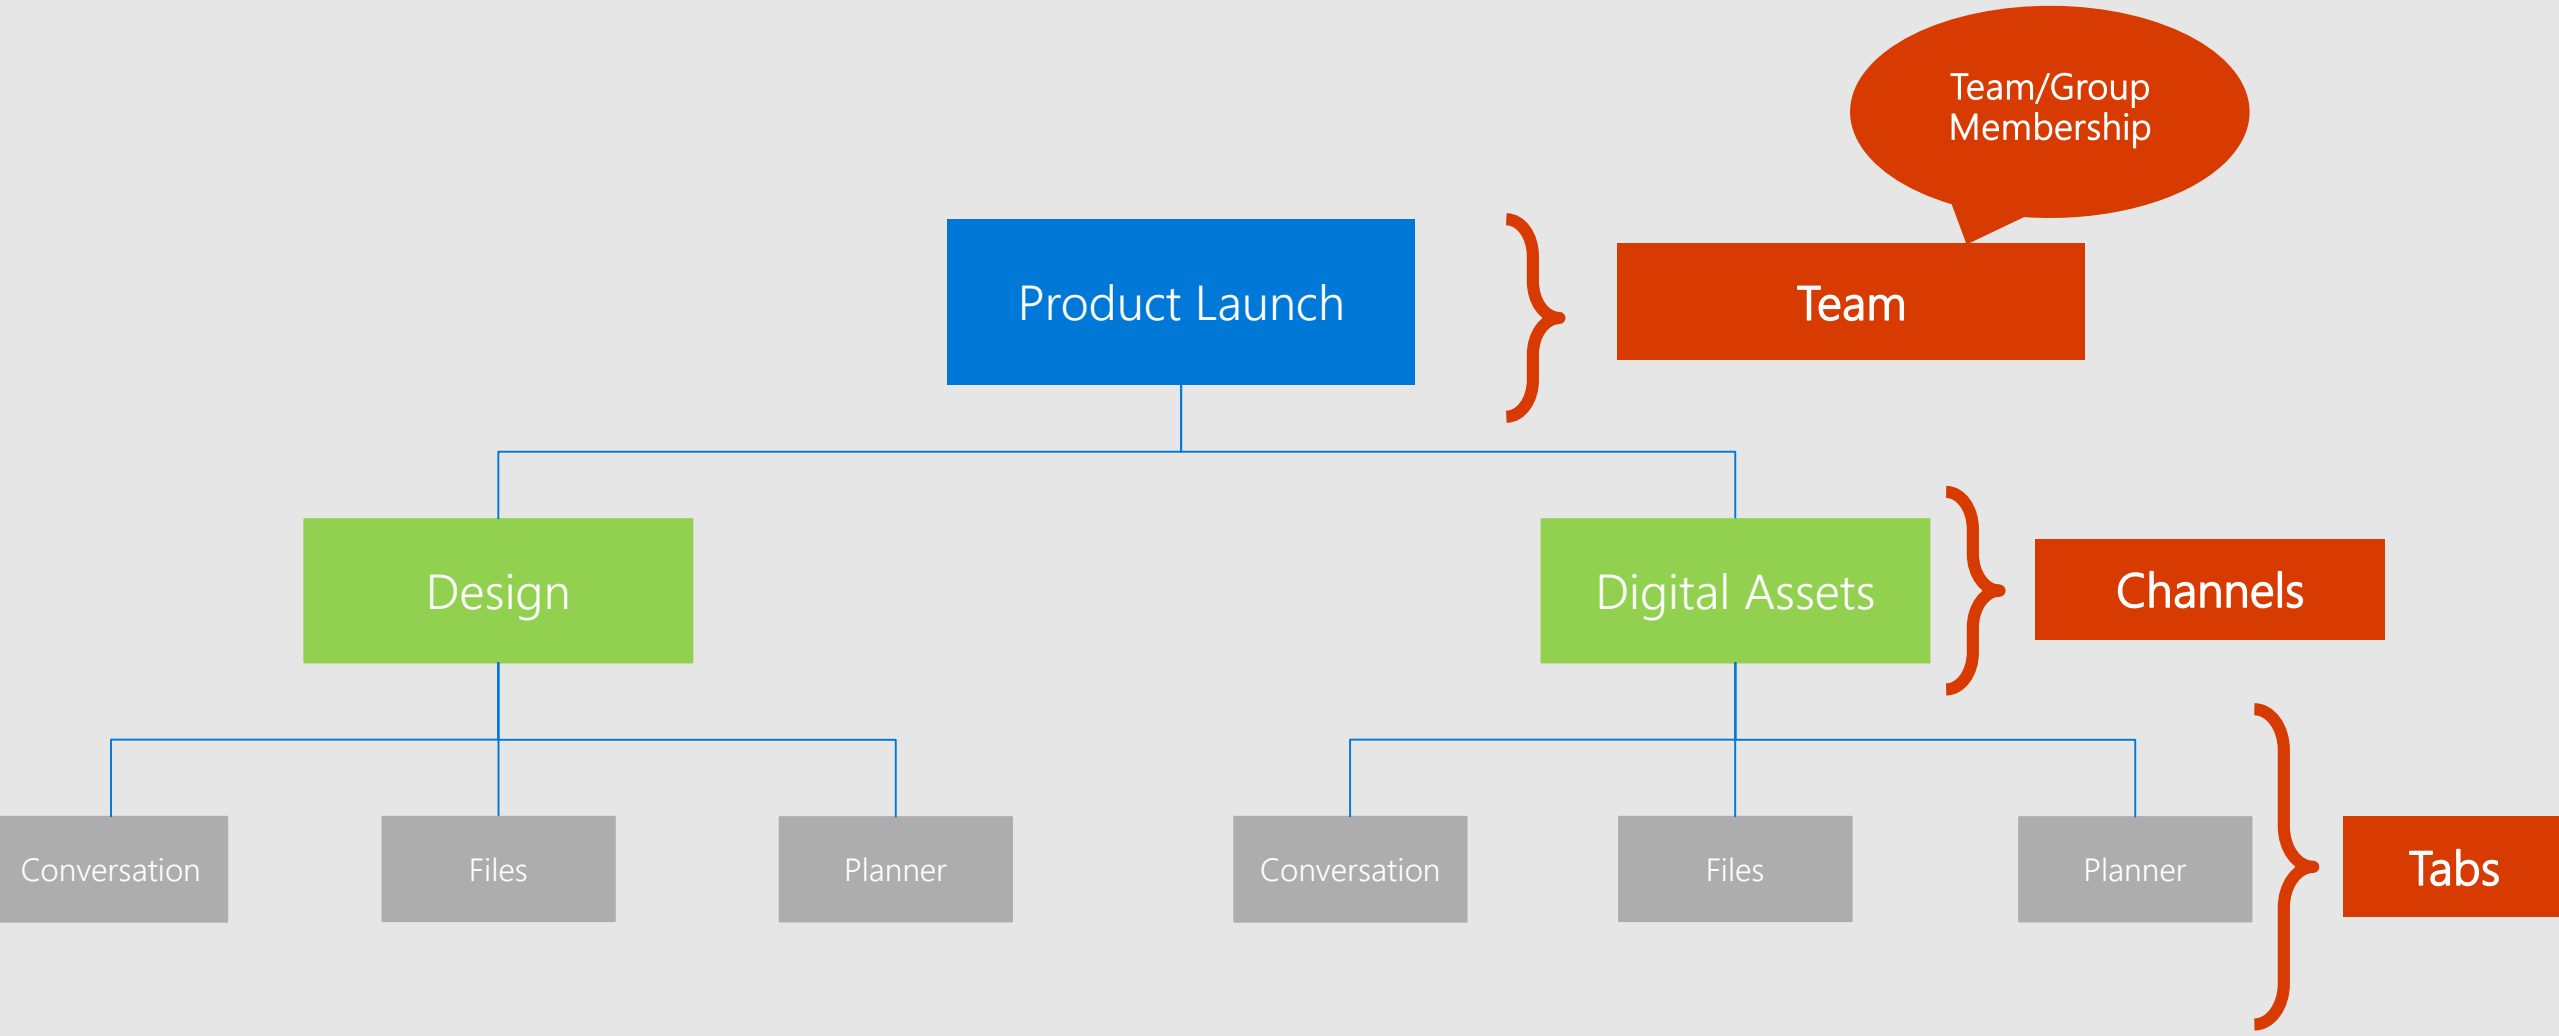 Team/Group
Membership
Product Launch
Team
Design
Digital Assets
Channels
Conversation
Files
Planner
Conversation
Files
Planner
Tabs